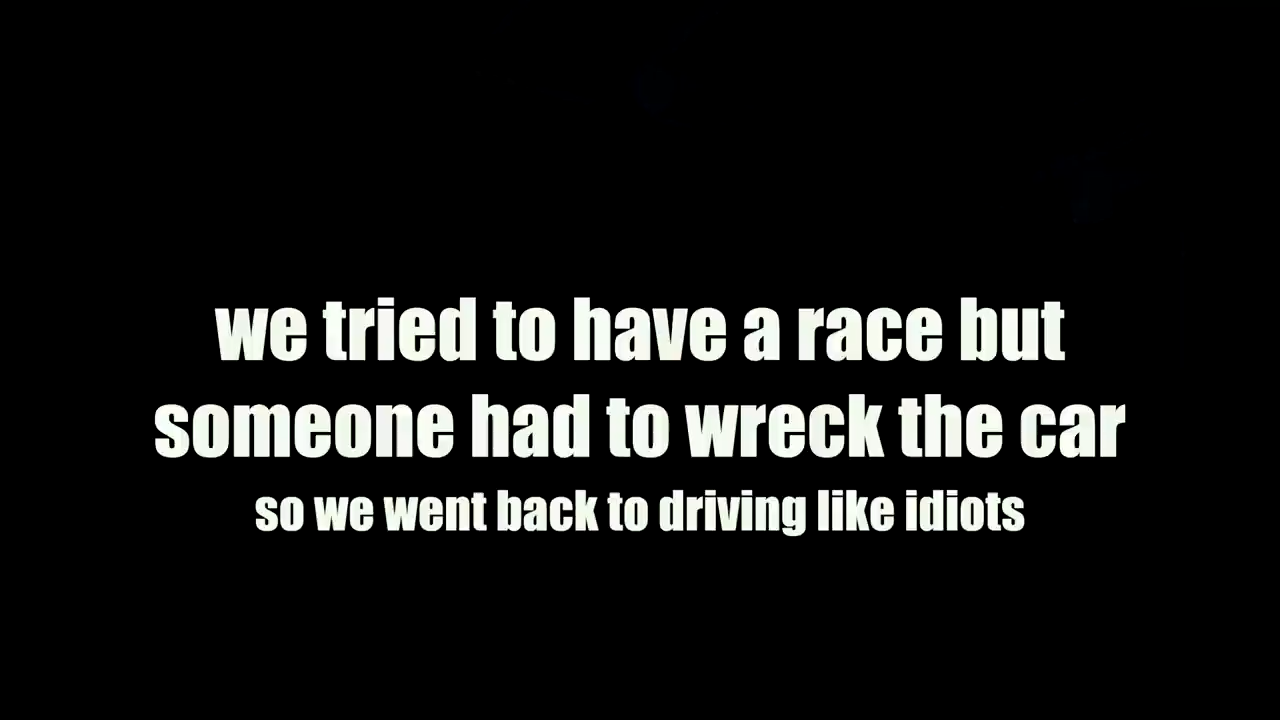 we tried to have a race but
someone had to wreck the car
so we went back to driving like idiots